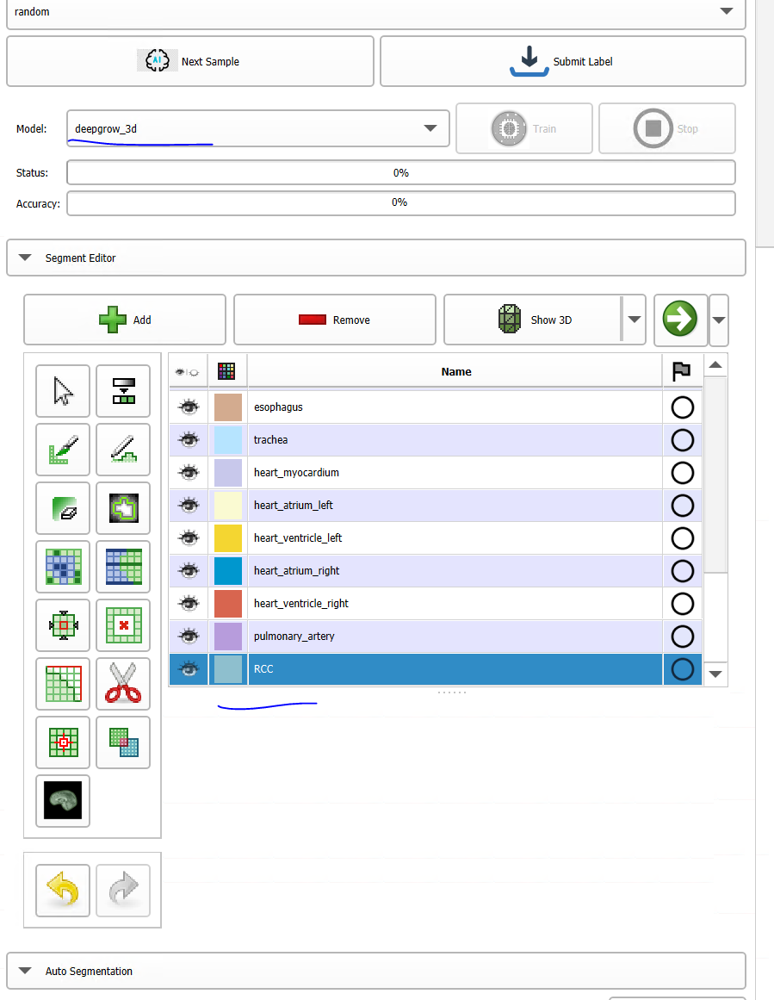 random
Next Sample
Submit Label
Model:
deepgrow_3d
Train
Stop
Status:
0%
Accuracy:
0%
Segment Editor
Add
Remove
Show 3D
Name
esophagus
trachea
heart_myocardium
heart_atrium_left
heart_ventricle_left
heart_atrium_right
heart_ventricle_right
pulmonary_artery
RCC
Auto Segmentation